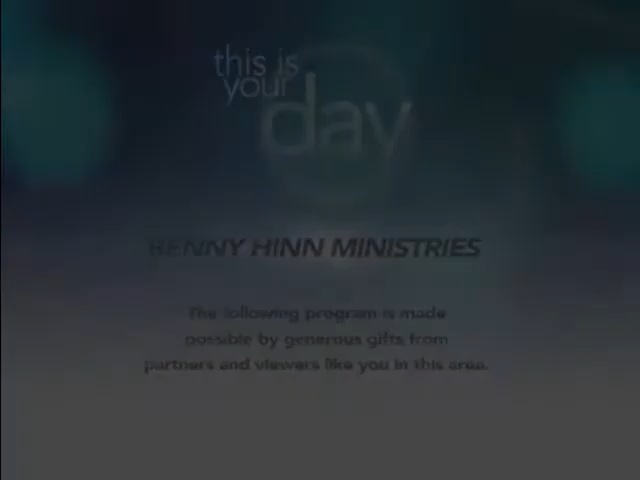 this is
your
day
BENNY HINN MINISTRIES
The following program is made
possible by generous gifts from
partners and viewers like you in this area.